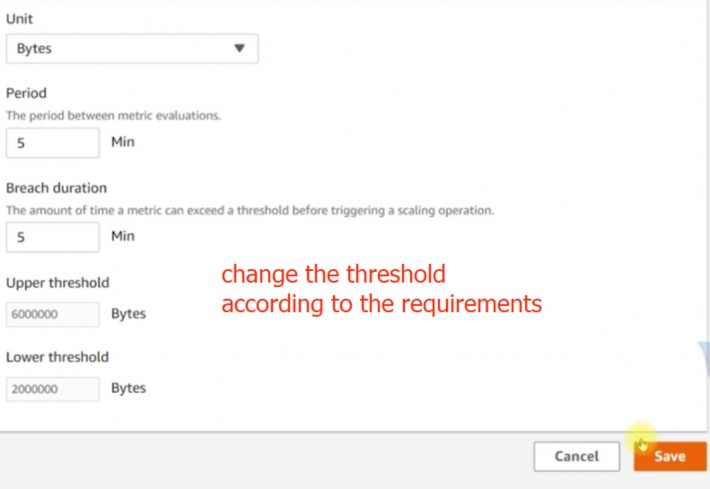 Unit
Bytes
Period
The period between metric evaluations.
5 Min
Breach duration
The amount of time a metric can exceed a threshold before triggering a scaling operation.
5 Min
Upper threshold
6000000 Bytes
change the threshold
according to the requirements
Lower threshold
2000000 Bytes
Cancel Save